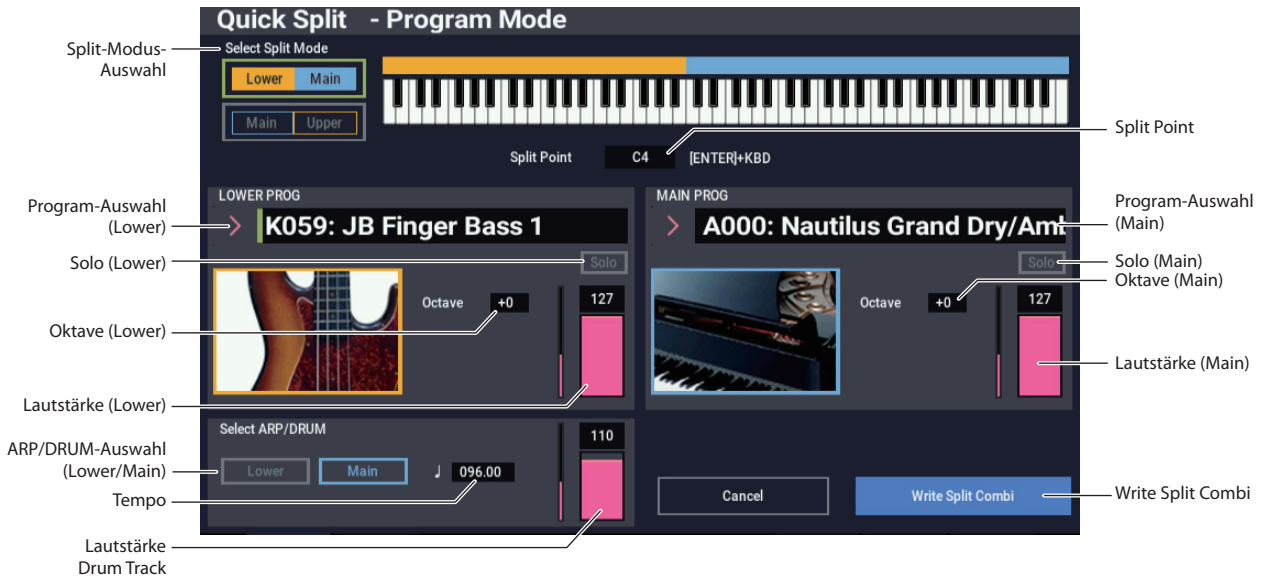 Quick Split - Program Mode
Split-Modus-
Auswahl
Select Split Mode
Lower Main
Main Upper
Split Point C4 [ENTER]+KBD
Split Point
LOWER PROG
MAIN PROG
Program-Auswahl
(Lower)
K059: JB Finger Bass 1
A000: Nautilus Grand Dry/Aml
Program-Auswahl
(Main)
Solo (Lower)
Solo
Solo
Solo (Main)
Oktave (Main)
Octave +0
127
Octave +0
127
Oktave (Lower)
Lautstärke (Main)
Lautstärke (Lower)
Select ARP/DRUM
110
ARP/DRUM-Auswahl
(Lower/Main)
Lower Main ♩ 096.00
Tempo
Cancel
Write Split Combi
Write Split Combi
Lautstärke
Drum Track